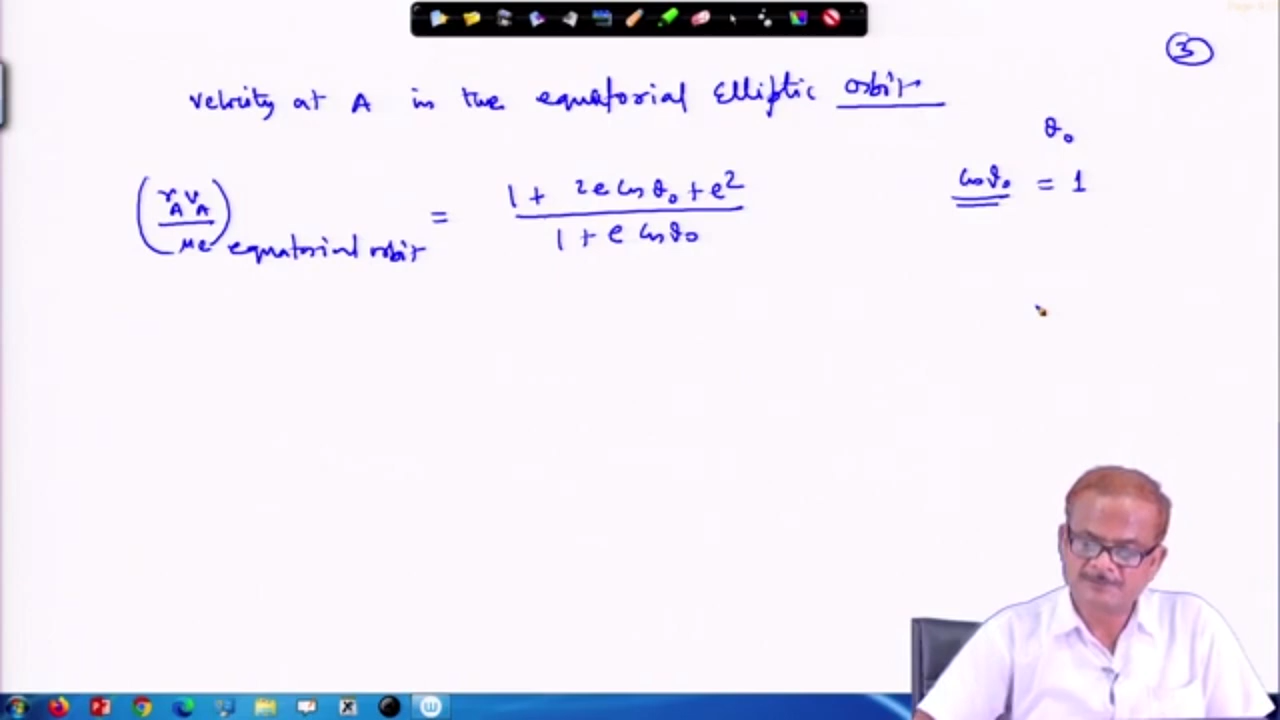 3
velocity at A in the equatorial Elliptic orbit
θ₀
(r_A v_A / μe) equatorial orbit = (1 + 2e cos θ₀ + e²) / (1 + e cos θ₀)
cos θ₀ = 1